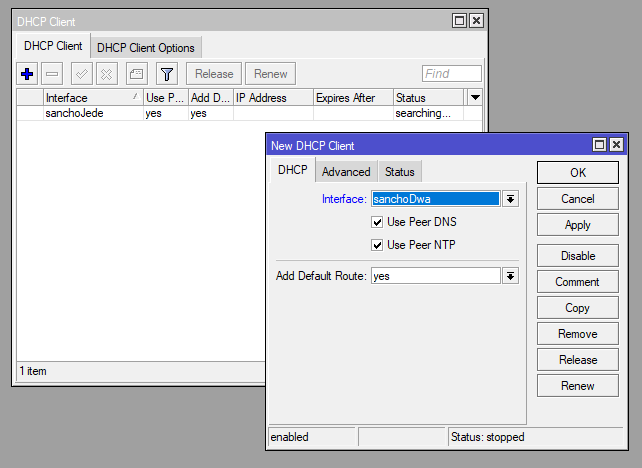 DHCP Client
DHCP Client DHCP Client Options
Release Renew Find
Interface Use P... Add D... IP Address Expires After Status
sanchoJede yes yes searching...
1 item
New DHCP Client
DHCP Advanced Status
Interface: sanchoDwa
Use Peer DNS
Use Peer NTP
Add Default Route: yes
OK
Cancel
Apply
Disable
Comment
Copy
Remove
Release
Renew
enabled Status: stopped